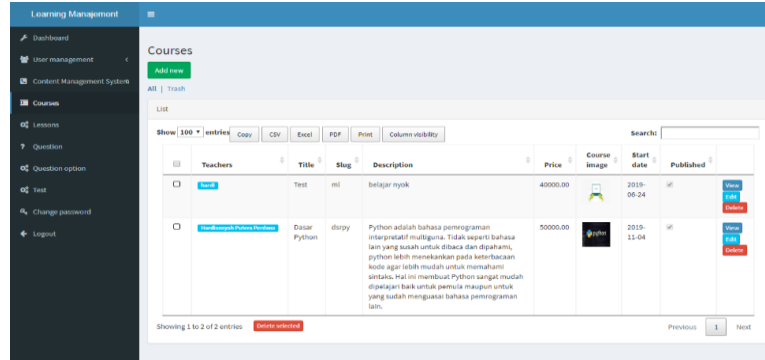 Learning Manajement
Dashboard
User management
Content Management System
Courses
Lessons
Question
Question option
Test
Change password
Logout
Courses
Add new
All | Trash
List
Show 100 entries Copy CSV Excel PDF Print Column visibility Search:
Teachers Title Slug Description Price Course image Start date Published
hardi Test ml belajar nyok 40000.00 2019-06-24 View Edit Delete
Hardiansyah Putera Perdana Dasar Python dsrpy
Python adalah bahasa pemrograman
interpretatif multiguna. Tidak seperti bahasa
lain yang susah untuk dibaca dan dipahami,
python lebih menekankan pada keterbacaan
kode agar lebih mudah untuk memahami
sintaks. Hal ini membuat Python sangat mudah
dipelajari baik untuk pemula maupun untuk
yang sudah menguasai bahasa pemrograman
lain.
50000.00 python 2019-11-04 View Edit Delete
Showing 1 to 2 of 2 entries Delete selected Previous 1 Next